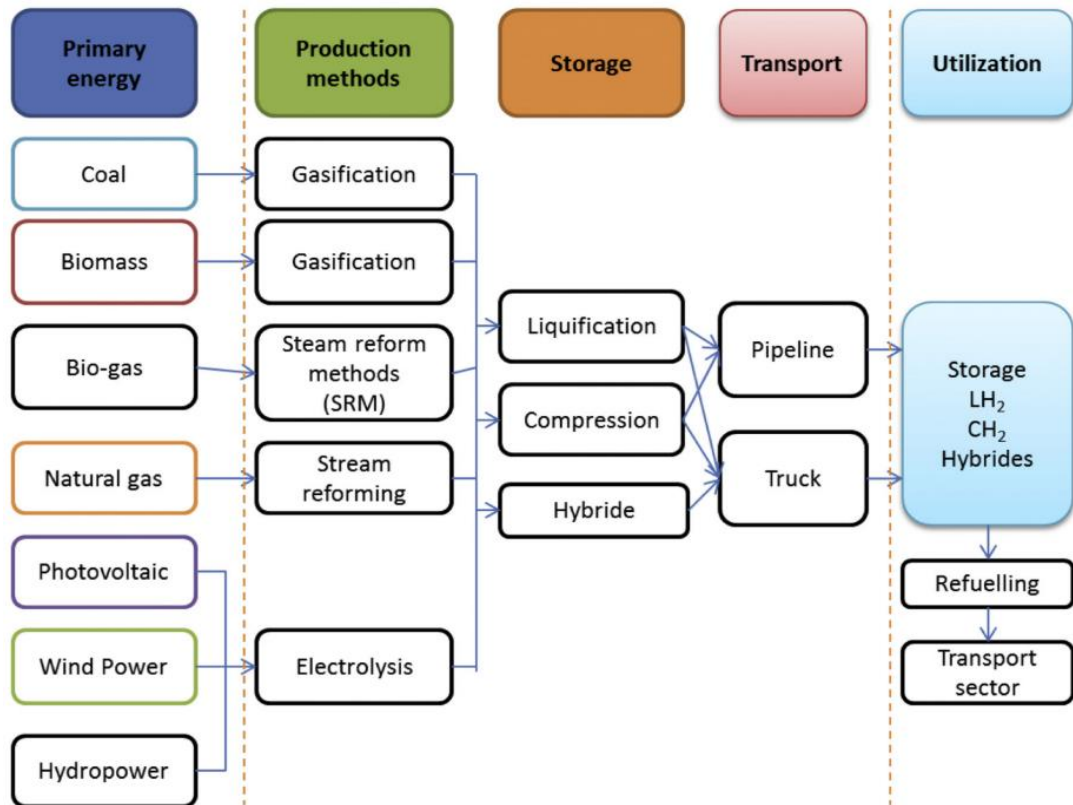 Primary
energy
Production
methods
Storage
Transport
Utilization
Coal
Gasification
Biomass
Gasification
Bio-gas
Steam reform
methods
(SRM)
Natural gas
Stream
reforming
Photovoltaic
Wind Power
Electrolysis
Hydropower
Liquification
Compression
Hybride
Pipeline
Truck
Storage
LH₂
CH₂
Hybrides
Refuelling
Transport
sector